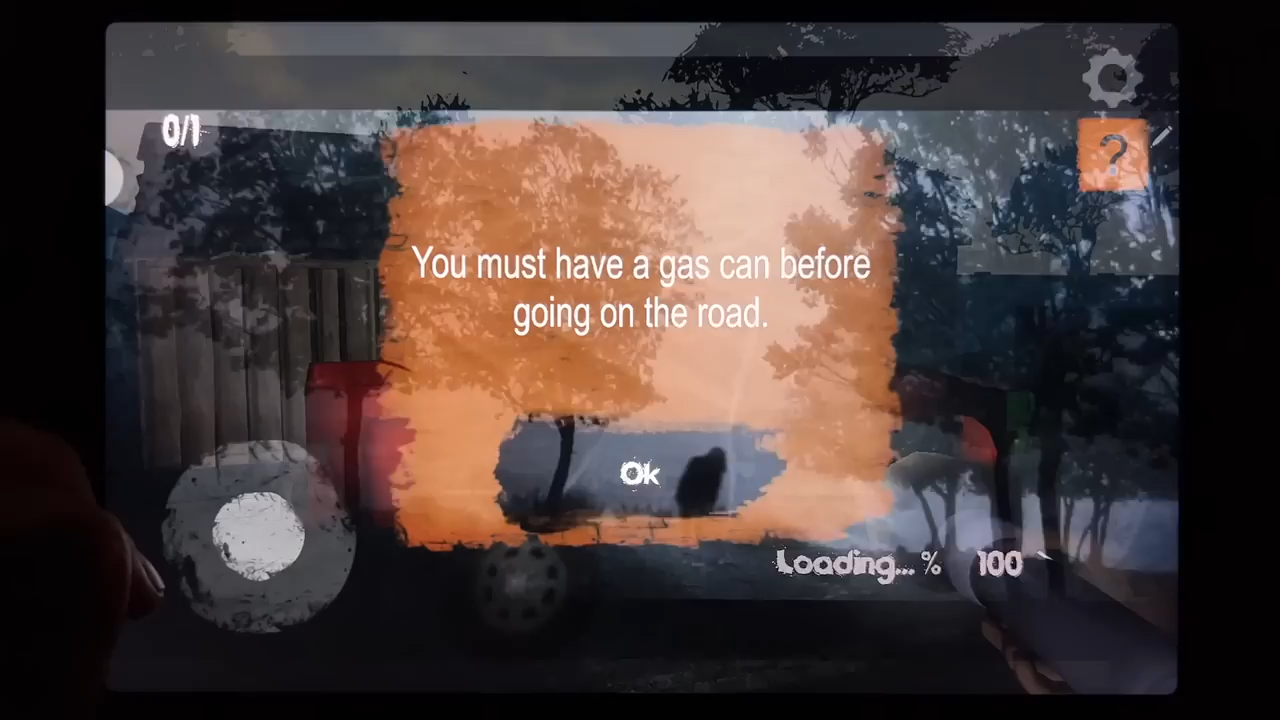 0/1
?
You must have a gas can before
going on the road.
Ok
Loading... % 100